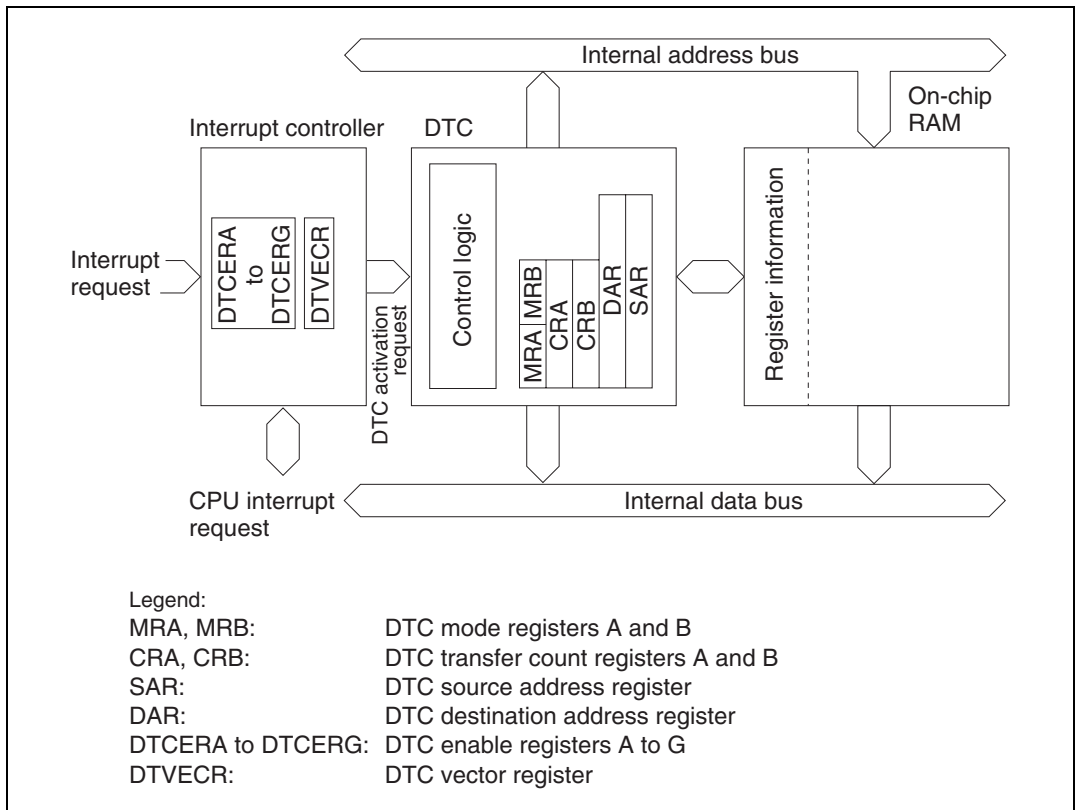 Internal address bus
On-chip
RAM
Interrupt controller
DTC
Interrupt
request
DTCERA
to
DTCERG
DTVECR
DTC activation
request
Control logic
MRA MRB
CRA
CRB
DAR
SAR
Register information
CPU interrupt
request
Internal data bus
Legend:
MRA, MRB: DTC mode registers A and B
CRA, CRB: DTC transfer count registers A and B
SAR: DTC source address register
DAR: DTC destination address register
DTCERA to DTCERG: DTC enable registers A to G
DTVECR: DTC vector register